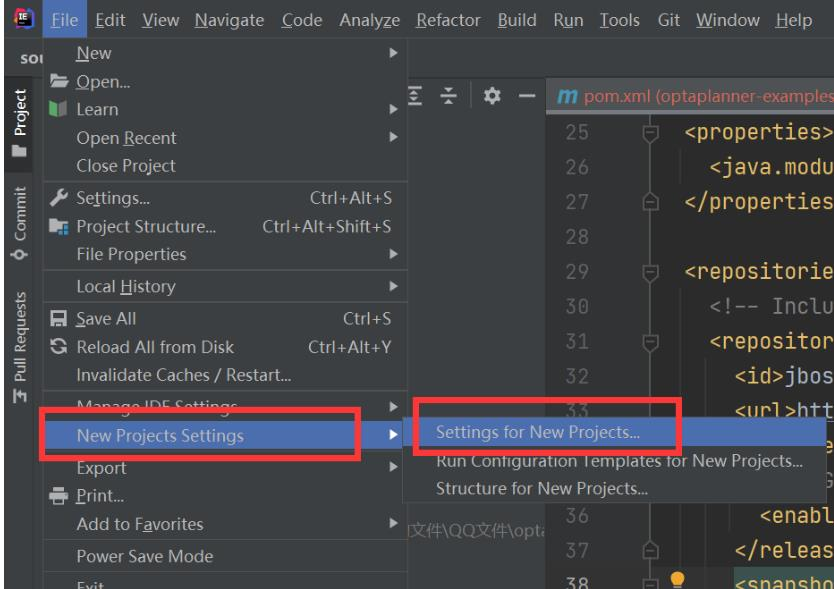 File Edit View Navigate Code Analyze Refactor Build Run Tools Git Window Help
New
Open...
Learn
Open Recent
Close Project
Settings... Ctrl+Alt+S
Project Structure... Ctrl+Alt+Shift+S
File Properties
Local History
Save All Ctrl+S
Reload All from Disk Ctrl+Alt+Y
Invalidate Caches / Restart...
Manage IDE Settings
New Projects Settings
Export
Print...
Add to Favorites
Power Save Mode
Exit
Settings for New Projects...
Run Configuration Templates for New Projects...
Structure for New Projects...
Project
Commit
Pull Requests
sou
pom.xml (optaplanner-examples
25 <properties>
26 <java.modu
27 </properties
28
29 <repositorie
30 <!-- Inclu
31 <repositor
32 <id>jbos
33 <url>htt
36 <enabl
37 </releas
38 <snapsho
文件\QQ文件\opta